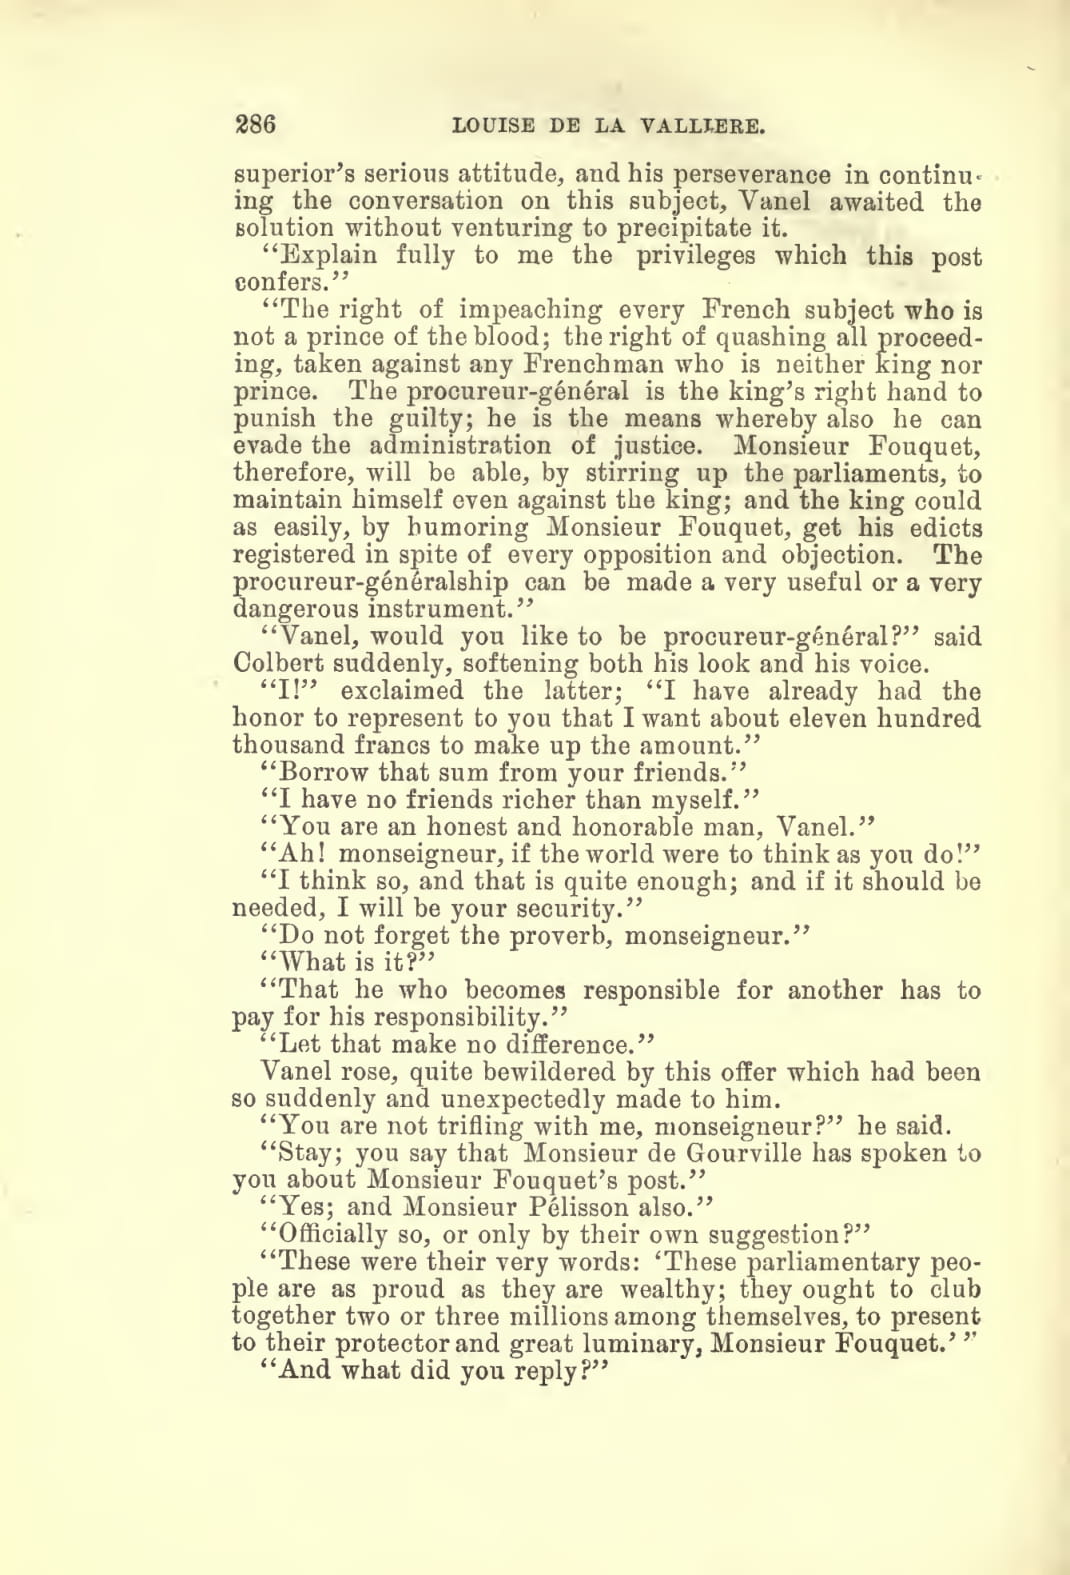 286 LOUISE DE LA VALLIERE.
superior's serious attitude, and his perseverance in continu-
ing the conversation on this subject, Vanel awaited the
solution without venturing to precipitate it.
"Explain fully to me the privileges which this post
confers."
"The right of impeaching every French subject who is
not a prince of the blood; the right of quashing all proceed-
ing, taken against any Frenchman who is neither king nor
prince. The procureur-général is the king's right hand to
punish the guilty; he is the means whereby also he can
evade the administration of justice. Monsieur Fouquet,
therefore, will be able, by stirring up the parliaments, to
maintain himself even against the king; and the king could
as easily, by humoring Monsieur Fouquet, get his edicts
registered in spite of every opposition and objection. The
procureur-généralship can be made a very useful or a very
dangerous instrument."
"Vanel, would you like to be procureur-général?" said
Colbert suddenly, softening both his look and his voice.
"I!" exclaimed the latter; "I have already had the
honor to represent to you that I want about eleven hundred
thousand francs to make up the amount."
"Borrow that sum from your friends."
"I have no friends richer than myself."
"You are an honest and honorable man, Vanel."
"Ah! monseigneur, if the world were to think as you do!"
"I think so, and that is quite enough; and if it should be
needed, I will be your security."
"Do not forget the proverb, monseigneur."
"What is it?"
"That he who becomes responsible for another has to
pay for his responsibility."
"Let that make no difference."
Vanel rose, quite bewildered by this offer which had been
so suddenly and unexpectedly made to him.
"You are not trifling with me, monseigneur?" he said.
"Stay; you say that Monsieur de Gourville has spoken to
you about Monsieur Fouquet's post."
"Yes; and Monsieur Pélisson also."
"Officially so, or only by their own suggestion?"
"These were their very words: 'These parliamentary peo-
ple are as proud as they are wealthy; they ought to club
together two or three millions among themselves, to present
to their protector and great luminary, Monsieur Fouquet.' "
"And what did you reply?"